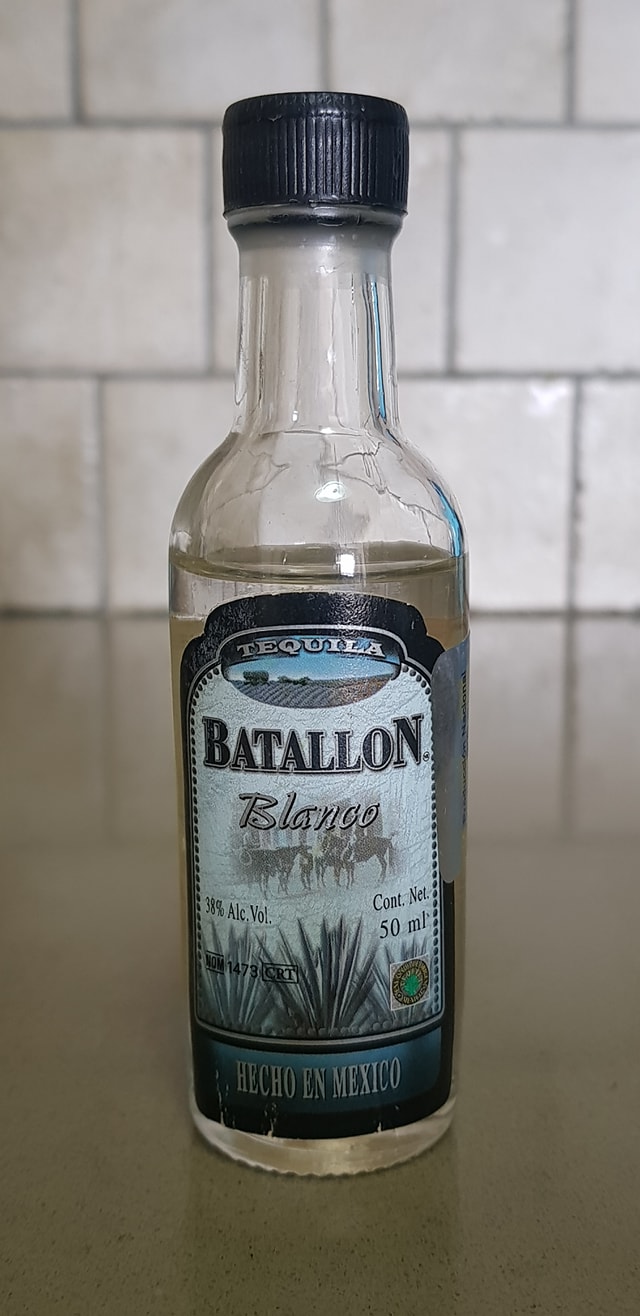 TEQUILA
BATALLON
Blanco
38% Alc. Vol.
Cont. Net.
50 ml
NOM 1473 CRT
HECHO EN MEXICO